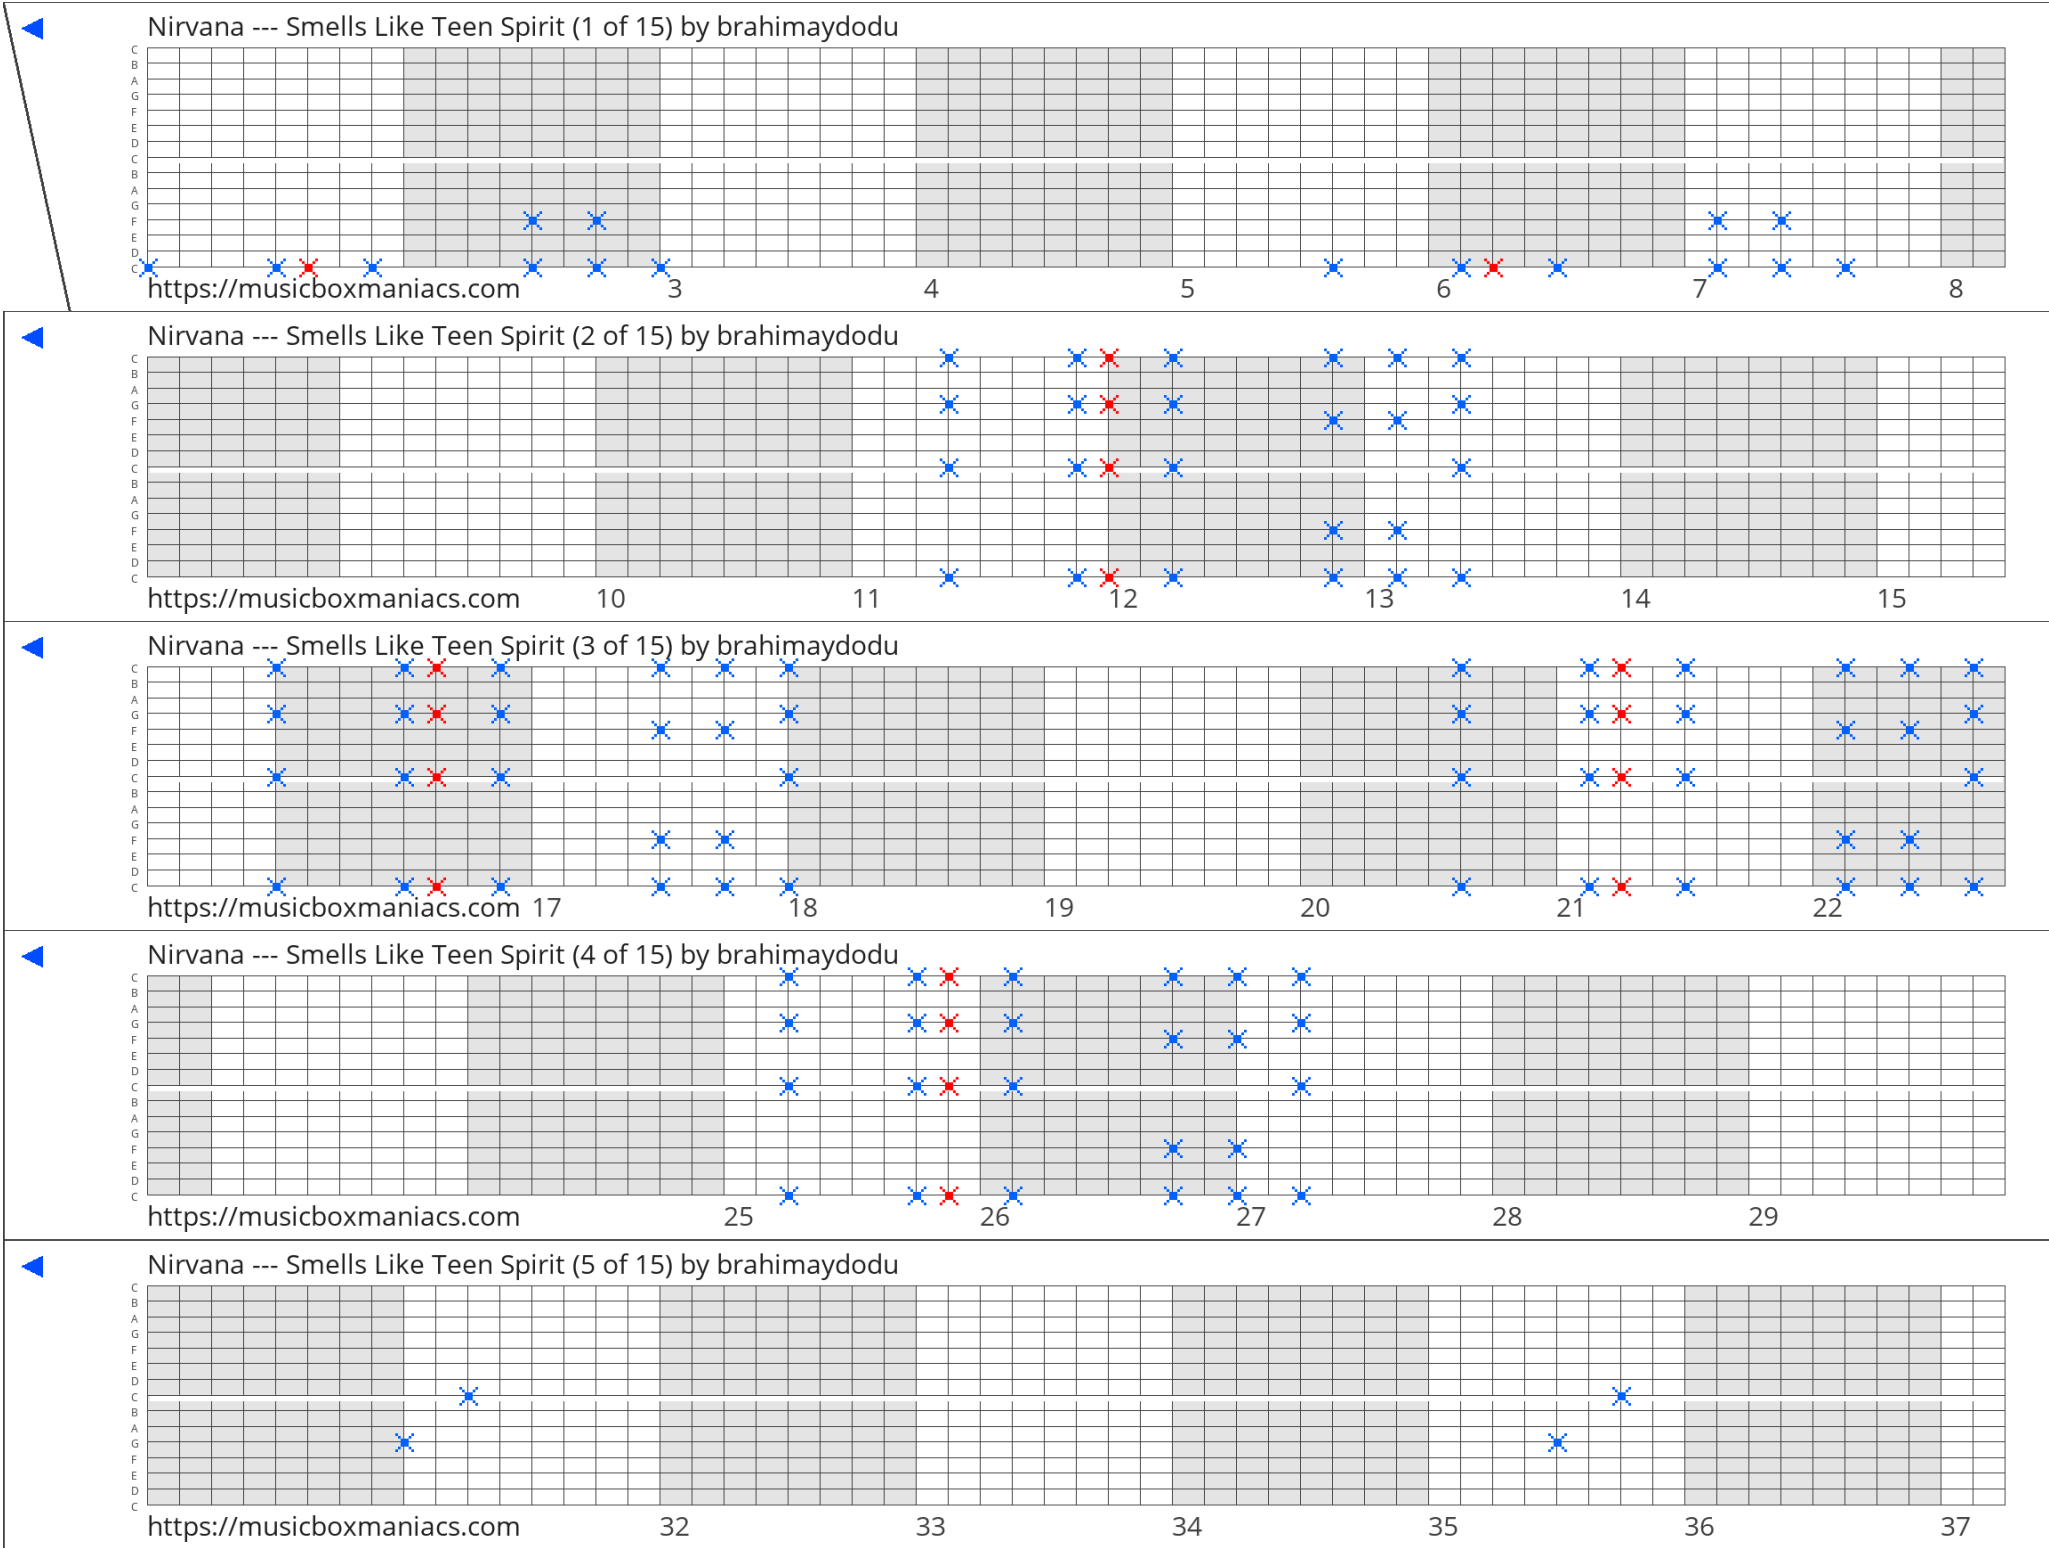 Nirvana --- Smells Like Teen Spirit (1 of 15) by brahimaydodu
C
B
A
G
F
E
D
C
B
A
G
F
E
D
C
https://musicboxmaniacs.com 3 4 5 6 7 8
Nirvana --- Smells Like Teen Spirit (2 of 15) by brahimaydodu
C
B
A
G
F
E
D
C
B
A
G
F
E
D
C
https://musicboxmaniacs.com 10 11 12 13 14 15
Nirvana --- Smells Like Teen Spirit (3 of 15) by brahimaydodu
C
B
A
G
F
E
D
C
B
A
G
F
E
D
C
https://musicboxmaniacs.com 17 18 19 20 21 22
Nirvana --- Smells Like Teen Spirit (4 of 15) by brahimaydodu
C
B
A
G
F
E
D
C
B
A
G
F
E
D
C
https://musicboxmaniacs.com 25 26 27 28 29
Nirvana --- Smells Like Teen Spirit (5 of 15) by brahimaydodu
C
B
A
G
F
E
D
C
B
A
G
F
E
D
C
https://musicboxmaniacs.com 32 33 34 35 36 37